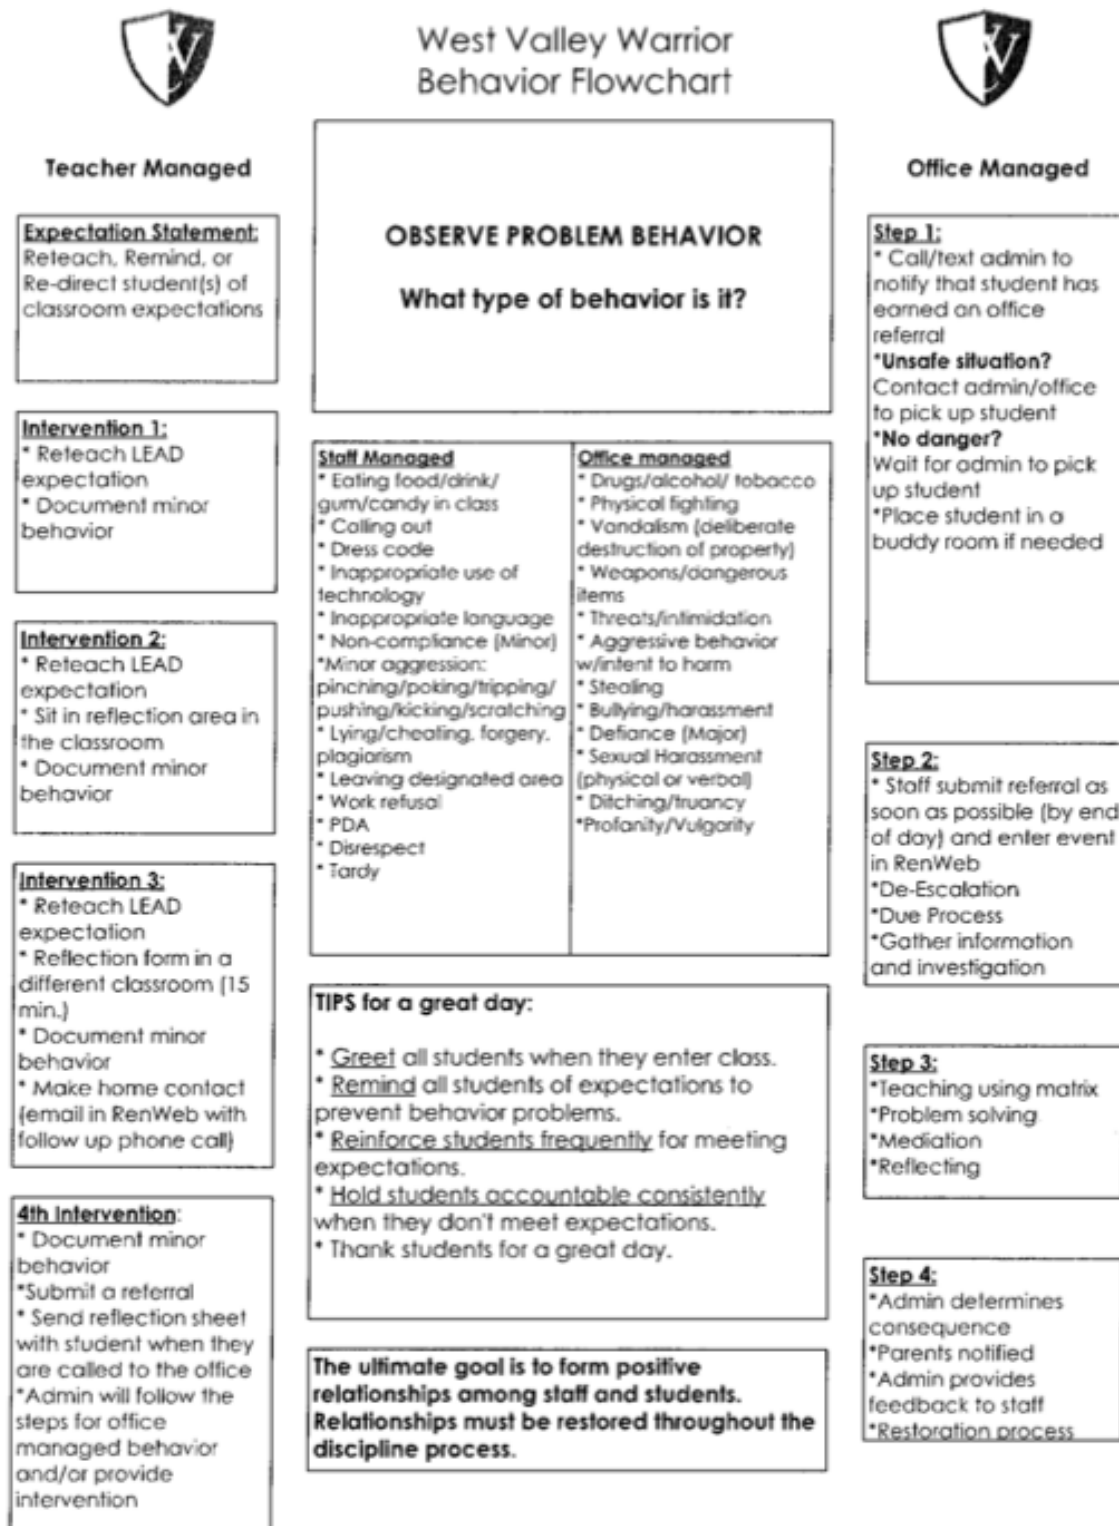 West Valley Warrior
Behavior Flowchart
Teacher Managed
Expectation Statement:
Reteach, Remind, or
Re-direct student(s) of
classroom expectations
Intervention 1:
* Reteach LEAD
expectation
* Document minor
behavior
Intervention 2:
* Reteach LEAD
expectation
* Sit in reflection area in
the classroom
* Document minor
behavior
Intervention 3:
* Reteach LEAD
expectation
* Reflection form in a
different classroom (15
min.)
* Document minor
behavior
* Make home contact
(email in RenWeb with
follow up phone call)
4th Intervention:
* Document minor
behavior
*Submit a referral
* Send reflection sheet
with student when they
are called to the office
*Admin will follow the
steps for office
managed behavior
and/or provide
intervention
OBSERVE PROBLEM BEHAVIOR
What type of behavior is it?
Staff Managed
* Eating food/drink/
gum/candy in class
* Calling out
* Dress code
* Inappropriate use of
technology
* Inappropriate language
* Non-compliance (Minor)
*Minor aggression:
pinching/poking/tripping/
pushing/kicking/scratching
* Lying/cheating, forgery,
plagiarism
* Leaving designated area
* Work refusal
* PDA
* Disrespect
* Tardy
Office managed
* Drugs/alcohol/ tobacco
* Physical fighting
* Vandalism (deliberate
destruction of property)
* Weapons/dangerous
items
* Threats/intimidation
* Aggressive behavior
w/intent to harm
* Stealing
* Bullying/harassment
* Defiance (Major)
* Sexual Harassment
(physical or verbal)
* Ditching/truancy
*Profanity/Vulgarity
TIPS for a great day:
* Greet all students when they enter class.
* Remind all students of expectations to
prevent behavior problems.
* Reinforce students frequently for meeting
expectations.
* Hold students accountable consistently
when they don't meet expectations.
* Thank students for a great day.
The ultimate goal is to form positive
relationships among staff and students.
Relationships must be restored throughout the
discipline process.
Office Managed
Step 1:
* Call/text admin to
notify that student has
earned an office
referral
*Unsafe situation?
Contact admin/office
to pick up student
*No danger?
Wait for admin to pick
up student
*Place student in a
buddy room if needed
Step 2:
* Staff submit referral as
soon as possible (by end
of day) and enter event
in RenWeb
*De-Escalation
*Due Process
*Gather information
and investigation
Step 3:
*Teaching using matrix
*Problem solving
*Mediation
*Reflecting
Step 4:
*Admin determines
consequence
*Parents notified
*Admin provides
feedback to staff
*Restoration process